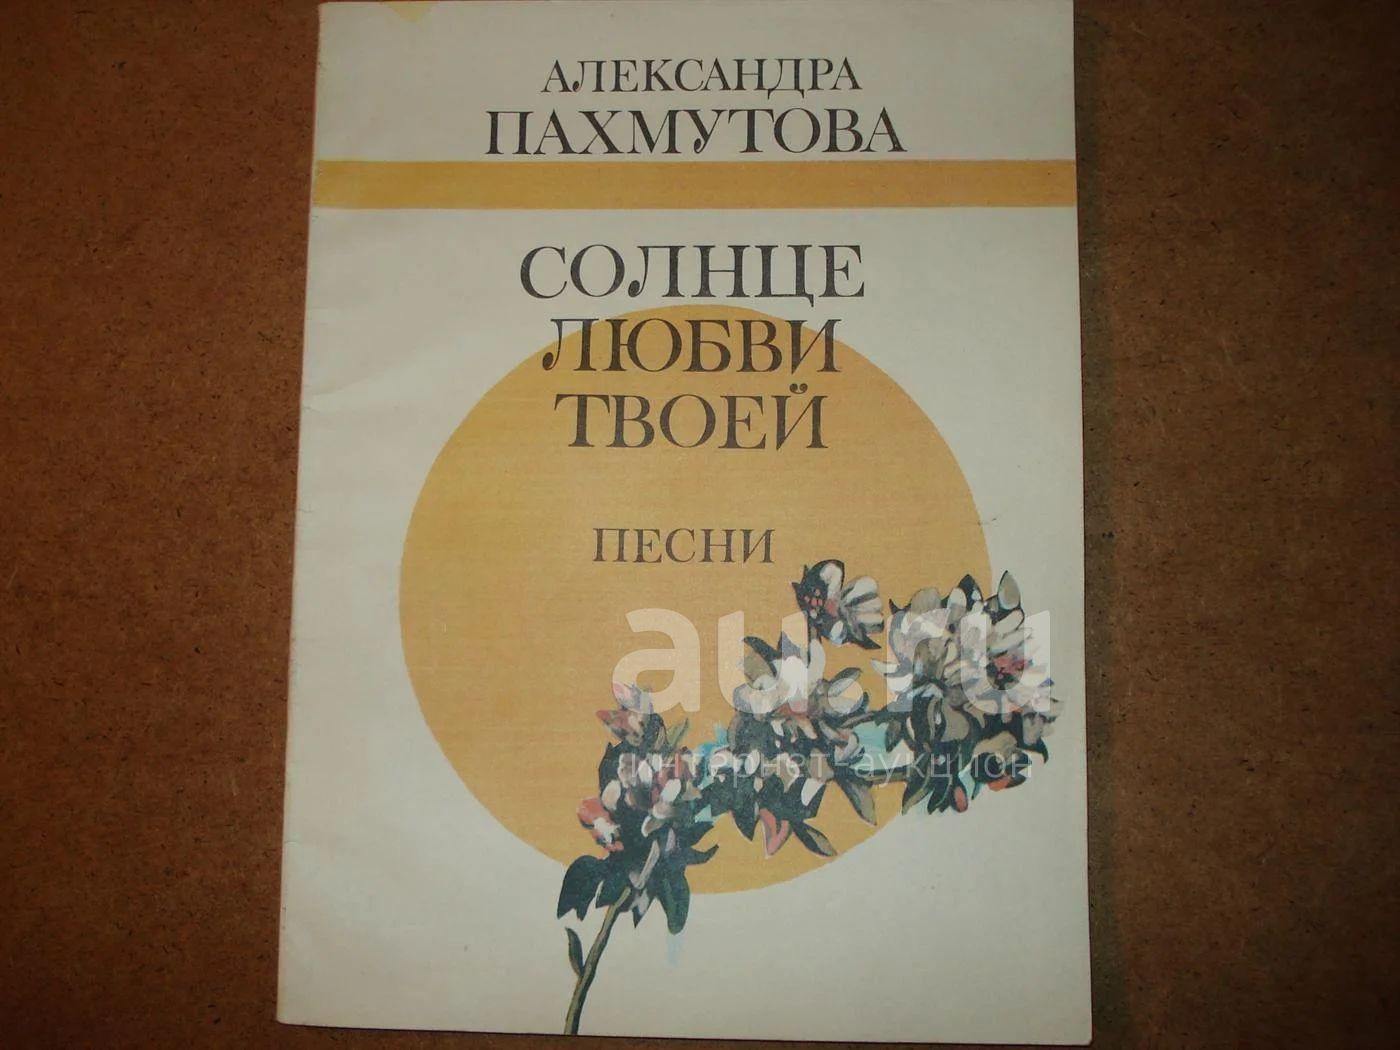 АЛЕКСАНДРА
ПАХМУТОВА
СОЛНЦЕ
ЛЮБВИ
ТВОЕЙ
ПЕСНИ
au.ru
интернет-аукцион